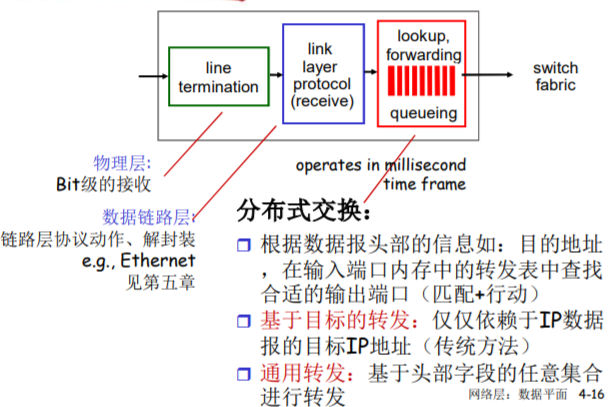 line
termination
link
layer
protocol
(receive)
lookup,
forwarding
queueing
switch
fabric
物理层:
Bit级的接收
数据链路层:
链路层协议动作、解封装
e.g., Ethernet
见第五章
operates in millisecond
time frame
分布式交换：
根据数据报头部的信息如：目的地址
，在输入端口内存中的转发表中查找
合适的输出端口（匹配+行动）
基于目标的转发：仅仅依赖于IP数据
报的目标IP地址（传统方法）
通用转发：基于头部字段的任意集合
进行转发
网络层：数据平面 4-16